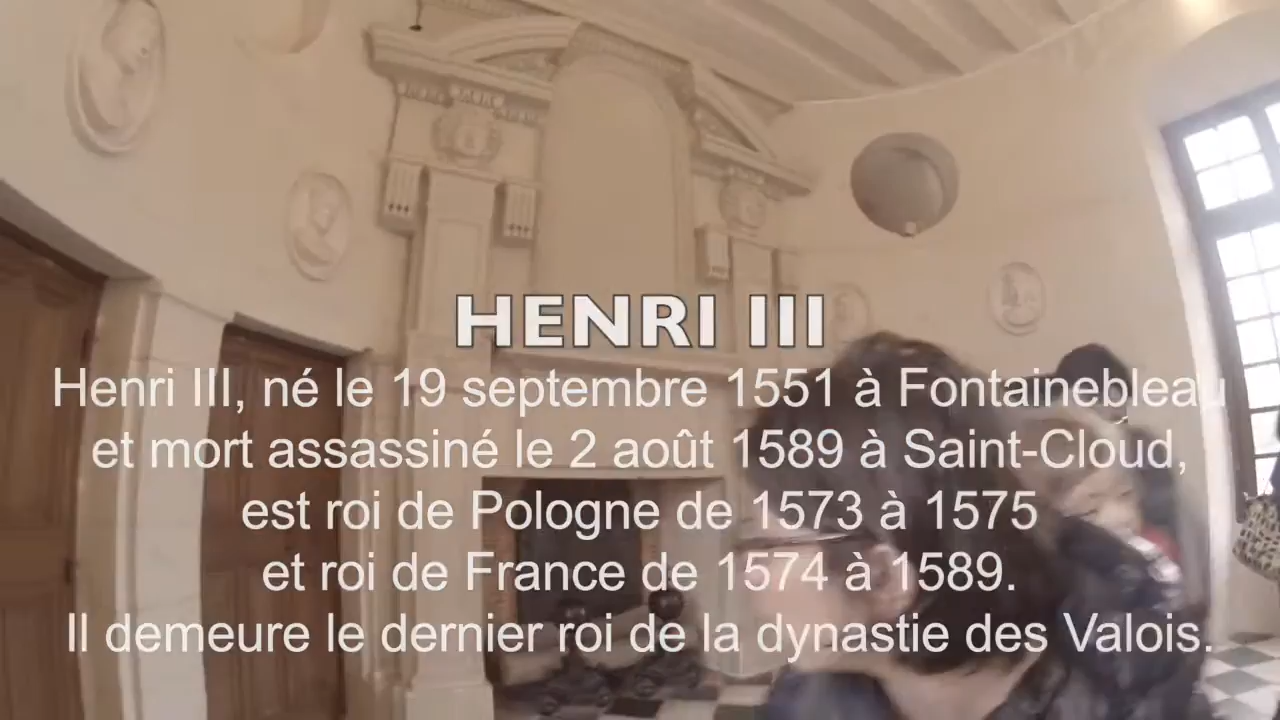 HENRI III
Henri III, né le 19 septembre 1551 à Fontainebleau
et mort assassiné le 2 août 1589 à Saint-Cloud,
est roi de Pologne de 1573 à 1575
et roi de France de 1574 à 1589.
Il demeure le dernier roi de la dynastie des Valois.